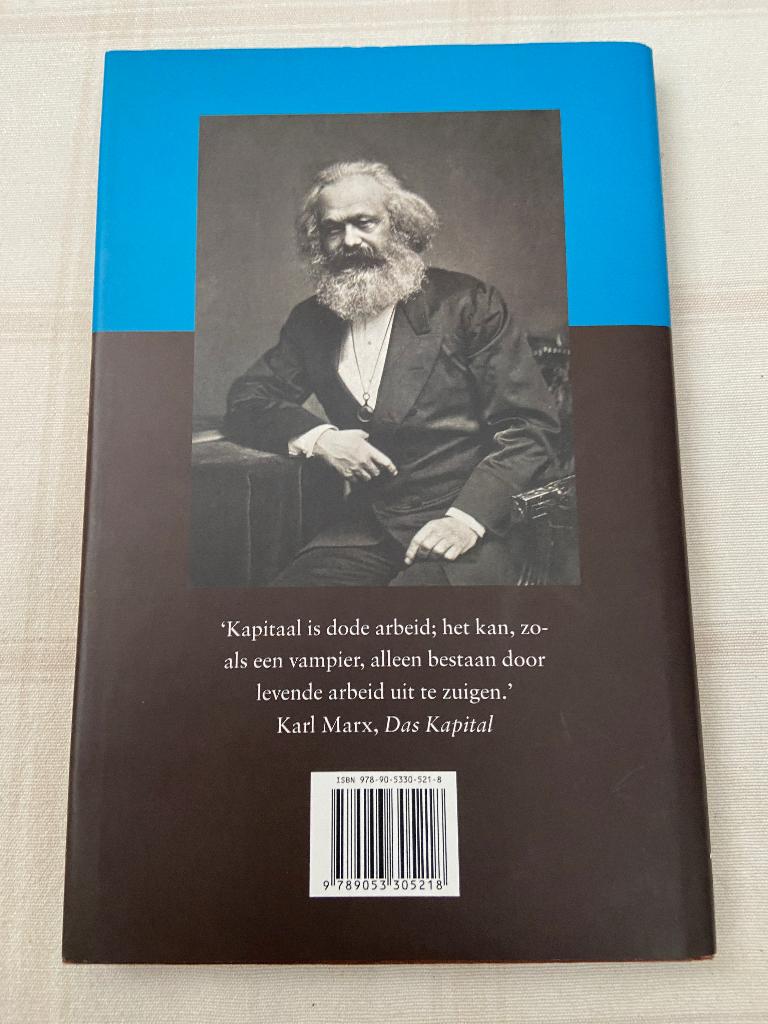 ‘Kapitaal is dode arbeid; het kan, zo-
als een vampier, alleen bestaan door
levende arbeid uit te zuigen.’
Karl Marx, Das Kapital
ISBN 978-90-5330-521-8
9 789053 305218